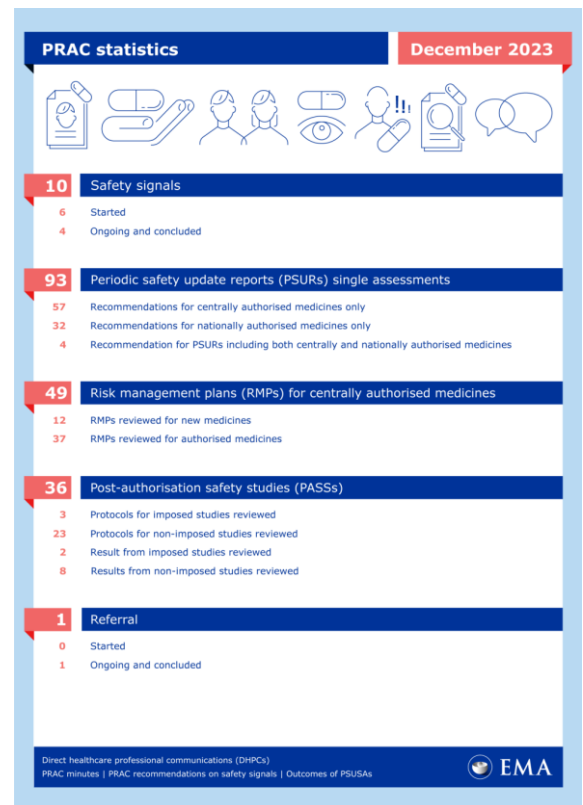 PRAC statistics
December 2023
!!!
10 Safety signals
6 Started
4 Ongoing and concluded
93 Periodic safety update reports (PSURs) single assessments
57 Recommendations for centrally authorised medicines only
32 Recommendations for nationally authorised medicines only
4 Recommendation for PSURs including both centrally and nationally authorised medicines
49 Risk management plans (RMPs) for centrally authorised medicines
12 RMPs reviewed for new medicines
37 RMPs reviewed for authorised medicines
36 Post-authorisation safety studies (PASSs)
3 Protocols for imposed studies reviewed
23 Protocols for non-imposed studies reviewed
2 Result from imposed studies reviewed
8 Results from non-imposed studies reviewed
1 Referral
0 Started
1 Ongoing and concluded
Direct healthcare professional communications (DHPCs)
PRAC minutes | PRAC recommendations on safety signals | Outcomes of PSUSAs
EMA